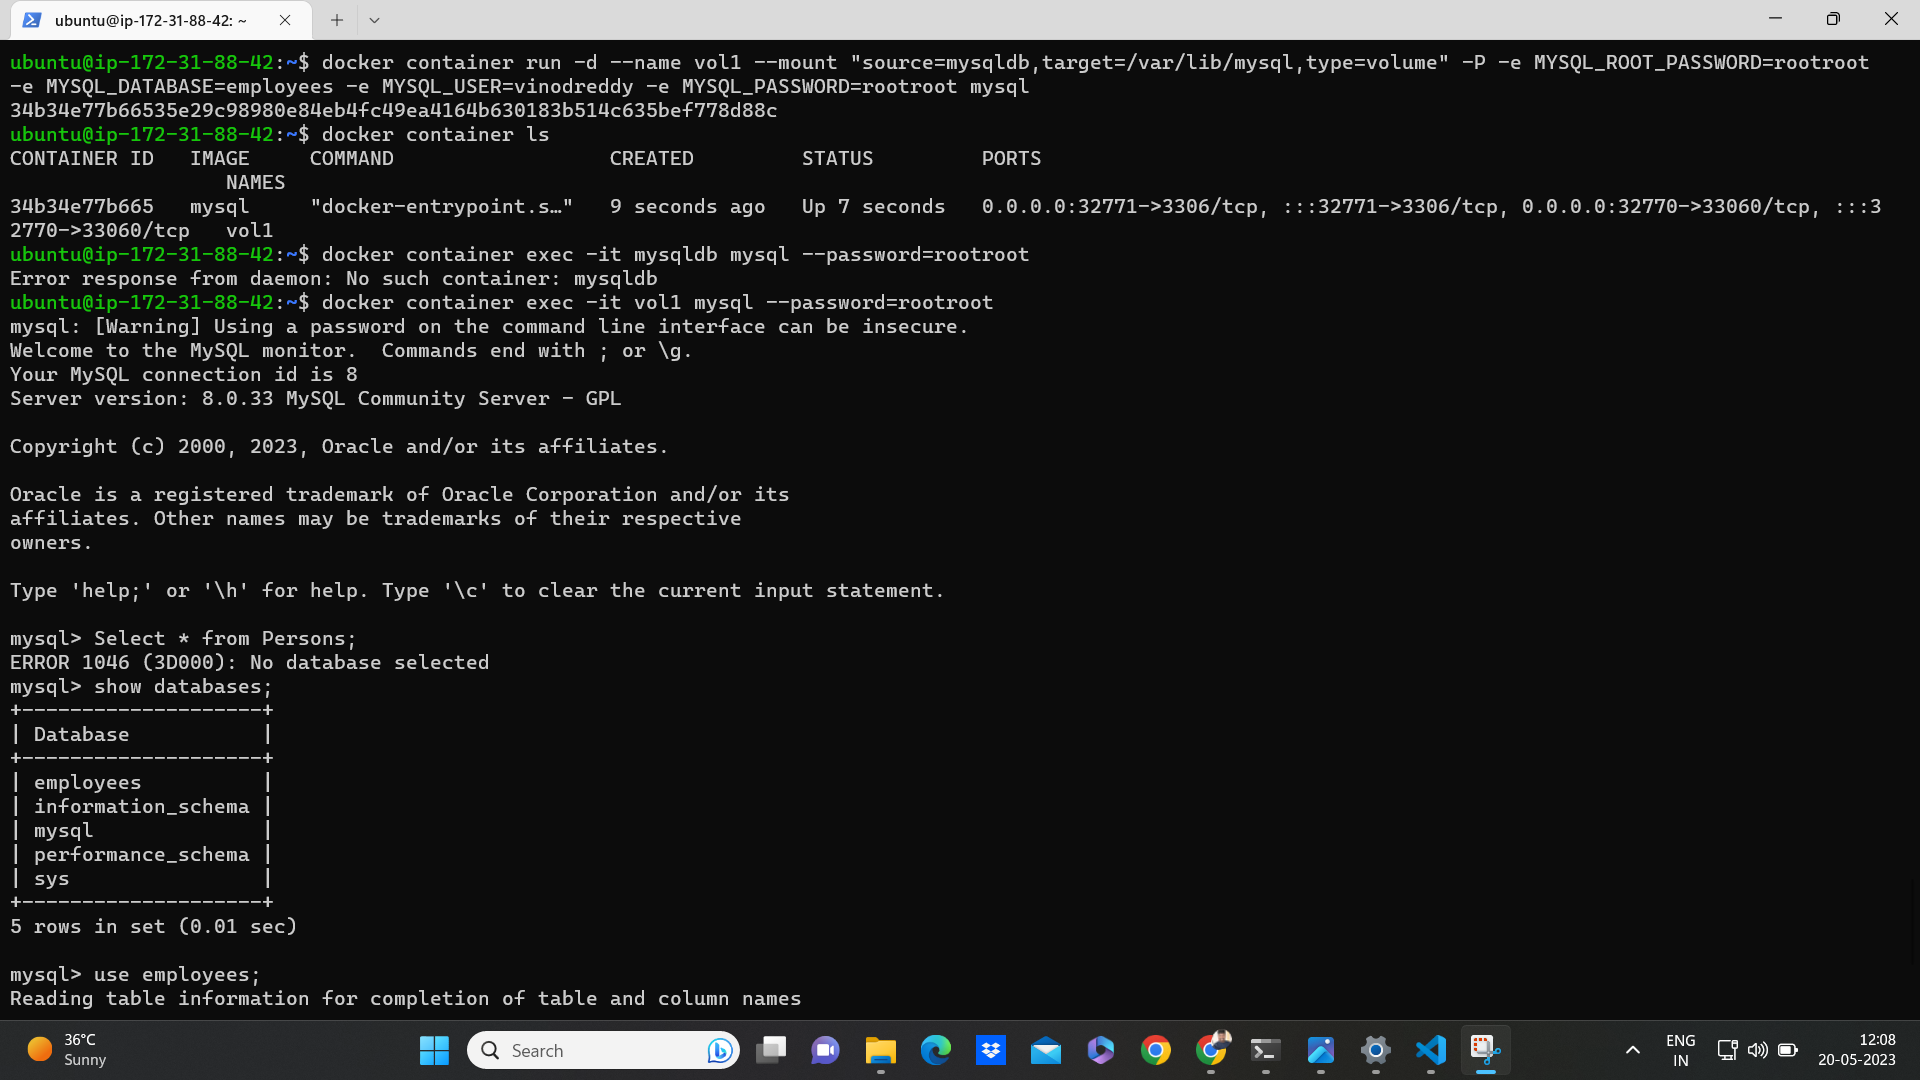 ubuntu@ip-172-31-88-42: ~
ubuntu@ip-172-31-88-42:~$ docker container run -d --name vol1 --mount "source=mysqldb,target=/var/lib/mysql,type=volume" -P -e MYSQL_ROOT_PASSWORD=rootroot
-e MYSQL_DATABASE=employees -e MYSQL_USER=vinodreddy -e MYSQL_PASSWORD=rootroot mysql
34b34e77b66535e29c98980e84eb4fc49ea4164b630183b514c635bef778d88c
ubuntu@ip-172-31-88-42:~$ docker container ls
CONTAINER ID   IMAGE     COMMAND                  CREATED         STATUS         PORTS
                  NAMES
34b34e77b665   mysql     "docker-entrypoint.s…"   9 seconds ago   Up 7 seconds   0.0.0.0:32771->3306/tcp, :::32771->3306/tcp, 0.0.0.0:32770->33060/tcp, :::3
2770->33060/tcp   vol1
ubuntu@ip-172-31-88-42:~$ docker container exec -it mysqldb mysql --password=rootroot
Error response from daemon: No such container: mysqldb
ubuntu@ip-172-31-88-42:~$ docker container exec -it vol1 mysql --password=rootroot
mysql: [Warning] Using a password on the command line interface can be insecure.
Welcome to the MySQL monitor.  Commands end with ; or \g.
Your MySQL connection id is 8
Server version: 8.0.33 MySQL Community Server - GPL
Copyright (c) 2000, 2023, Oracle and/or its affiliates.
Oracle is a registered trademark of Oracle Corporation and/or its
affiliates. Other names may be trademarks of their respective
owners.
Type 'help;' or '\h' for help. Type '\c' to clear the current input statement.
mysql> Select * from Persons;
ERROR 1046 (3D000): No database selected
mysql> show databases;
+--------------------+
| Database           |
+--------------------+
| employees          |
| information_schema |
| mysql              |
| performance_schema |
| sys                |
+--------------------+
5 rows in set (0.01 sec)
mysql> use employees;
Reading table information for completion of table and column names
36°C
Sunny
Search
ENG
IN
12:08
20-05-2023